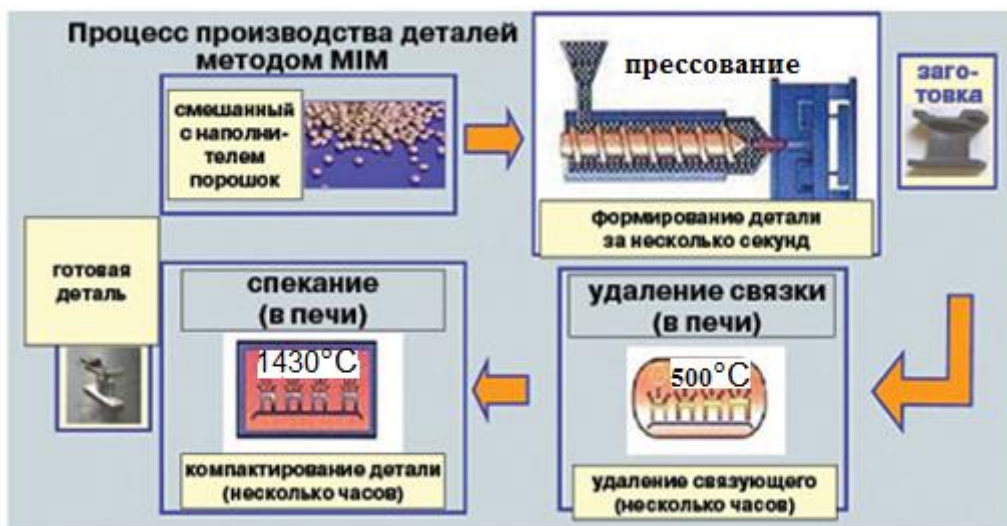 Процесс производства деталей
методом MIM
смешанный
с наполни-
телем
порошок
прессование
формирование детали
за несколько секунд
заго-
товка
удаление связки
(в печи)
500°C
удаление связующего
(несколько часов)
спекание
(в печи)
1430°C
компактирование детали
(несколько часов)
готовая
деталь